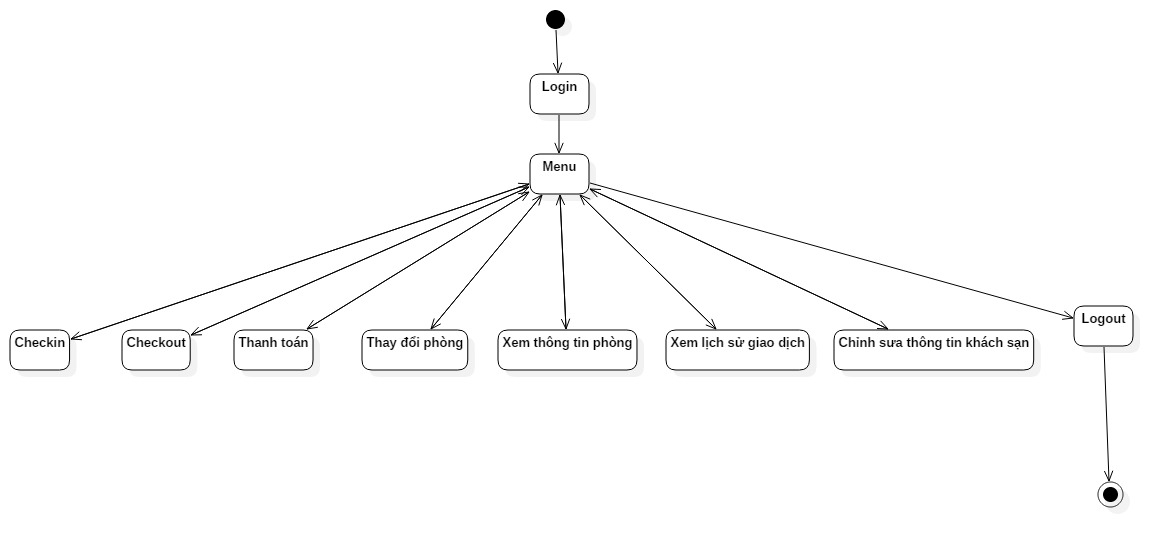 Login
Menu
Logout
Checkin
Checkout
Thanh toán
Thay đổi phòng
Xem thông tin phòng
Xem lịch sử giao dịch
Chỉnh sưa thông tin khách sạn